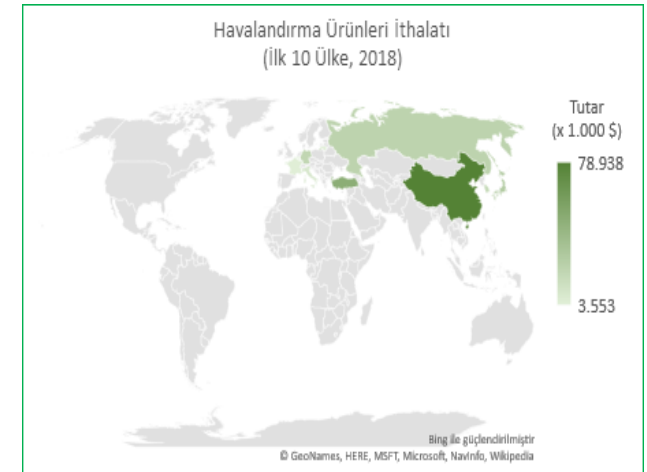 Havalandırma Ürünleri İthalatı
(İlk 10 Ülke, 2018)
Tutar
(x 1.000 $)
78.938
3.553
Bing ile güçlendirilmiştir
© GeoNames, HERE, MSFT, Microsoft, NavInfo, Wikipedia